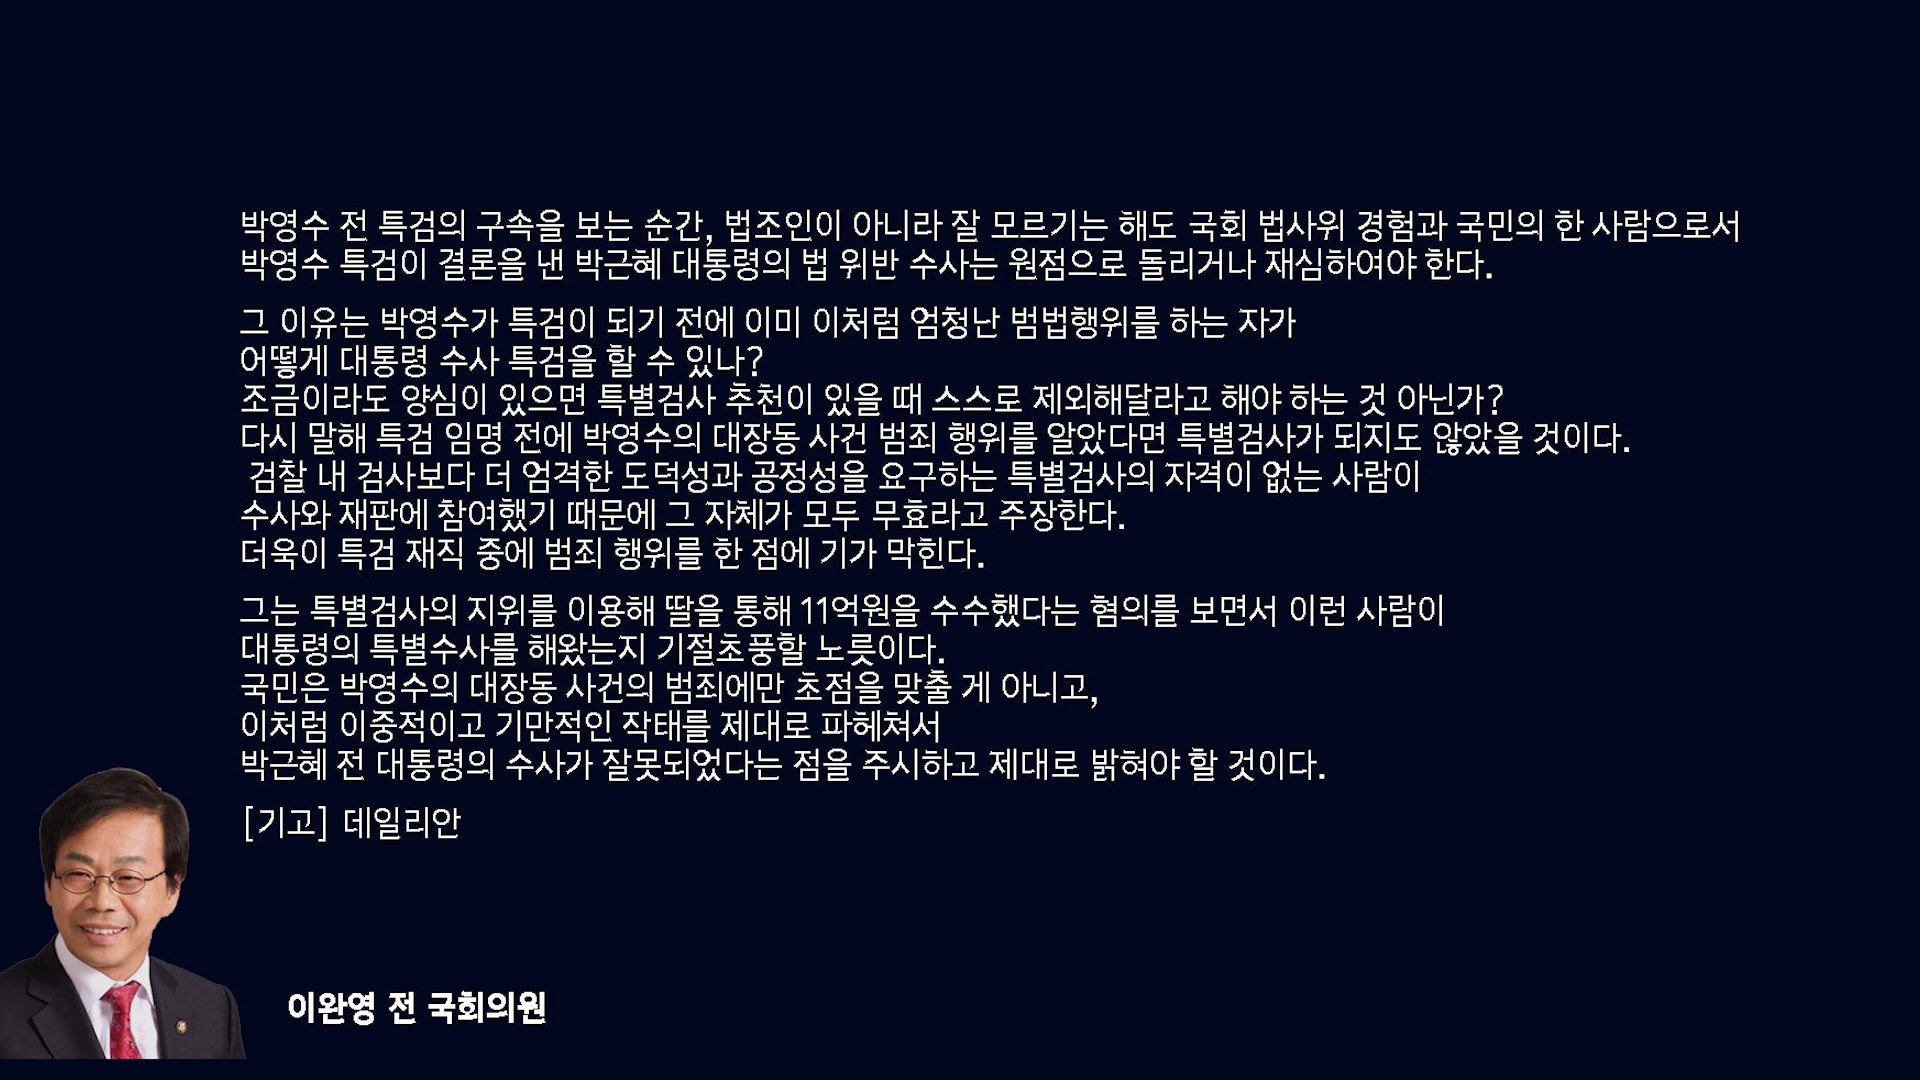 박영수 전 특검의 구속을 보는 순간, 법조인이 아니라 잘 모르기는 해도 국회 법사위 경험과 국민의 한 사람으로서
박영수 특검이 결론을 낸 박근혜 대통령의 법 위반 수사는 원점으로 돌리거나 재심하여야 한다.
그 이유는 박영수가 특검이 되기 전에 이미 이처럼 엄청난 범법행위를 하는 자가
어떻게 대통령 수사 특검을 할 수 있나?
조금이라도 양심이 있으면 특별검사 추천이 있을 때 스스로 제외해달라고 해야 하는 것 아닌가?
다시 말해 특검 임명 전에 박영수의 대장동 사건 범죄 행위를 알았다면 특별검사가 되지도 않았을 것이다.
검찰 내 검사보다 더 엄격한 도덕성과 공정성을 요구하는 특별검사의 자격이 없는 사람이
수사와 재판에 참여했기 때문에 그 자체가 모두 무효라고 주장한다.
더욱이 특검 재직 중에 범죄 행위를 한 점에 기가 막힌다.
그는 특별검사의 지위를 이용해 딸을 통해 11억원을 수수했다는 혐의를 보면서 이런 사람이
대통령의 특별수사를 해왔는지 기절초풍할 노릇이다.
국민은 박영수의 대장동 사건의 범죄에만 초점을 맞출 게 아니고,
이처럼 이중적이고 기만적인 작태를 제대로 파헤쳐서
박근혜 전 대통령의 수사가 잘못되었다는 점을 주시하고 제대로 밝혀야 할 것이다.
[기고] 데일리안
이완영 전 국회의원